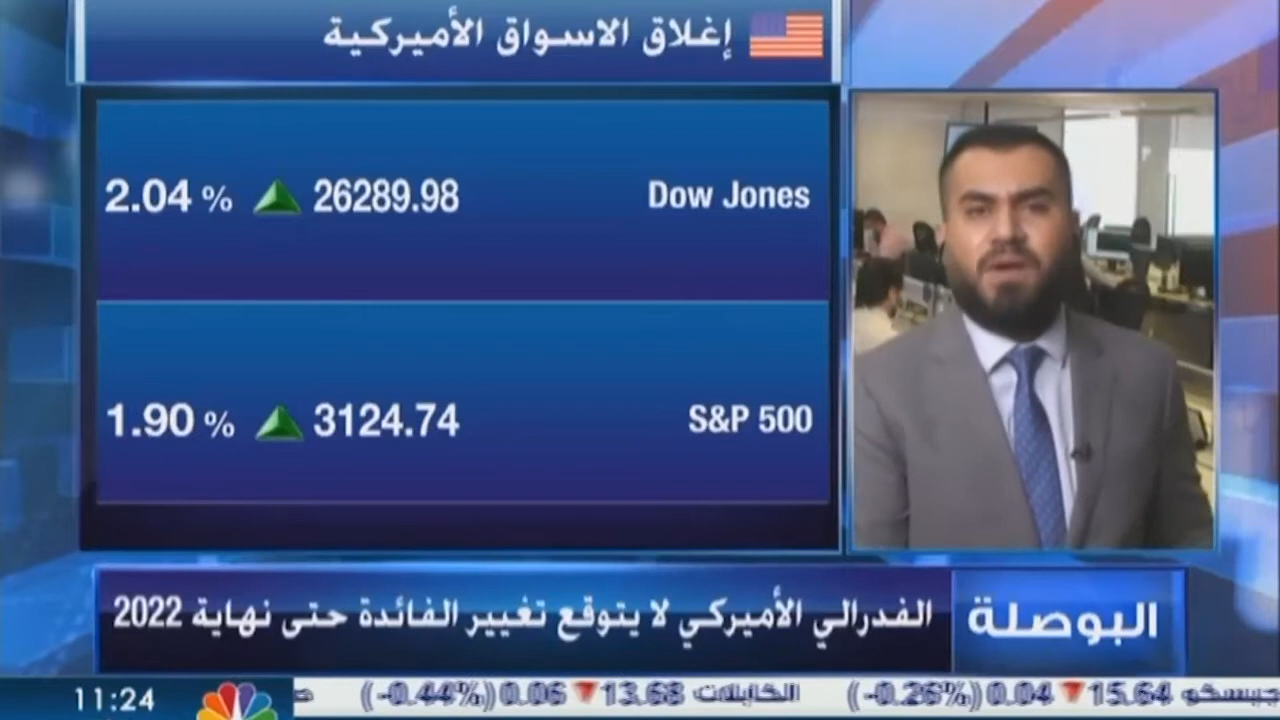 إغلاق الاسواق الأميركية
Dow Jones 26289.98 2.04 %
S&P 500 3124.74 1.90 %
البوصلة
الفدرالي الأميركي لا يتوقع تغيير الفائدة حتى نهاية 2022
11:24
جيسكو 15.64 0.04 (-0.26%) الكابلات 13.68 0.06 (-0.44%)